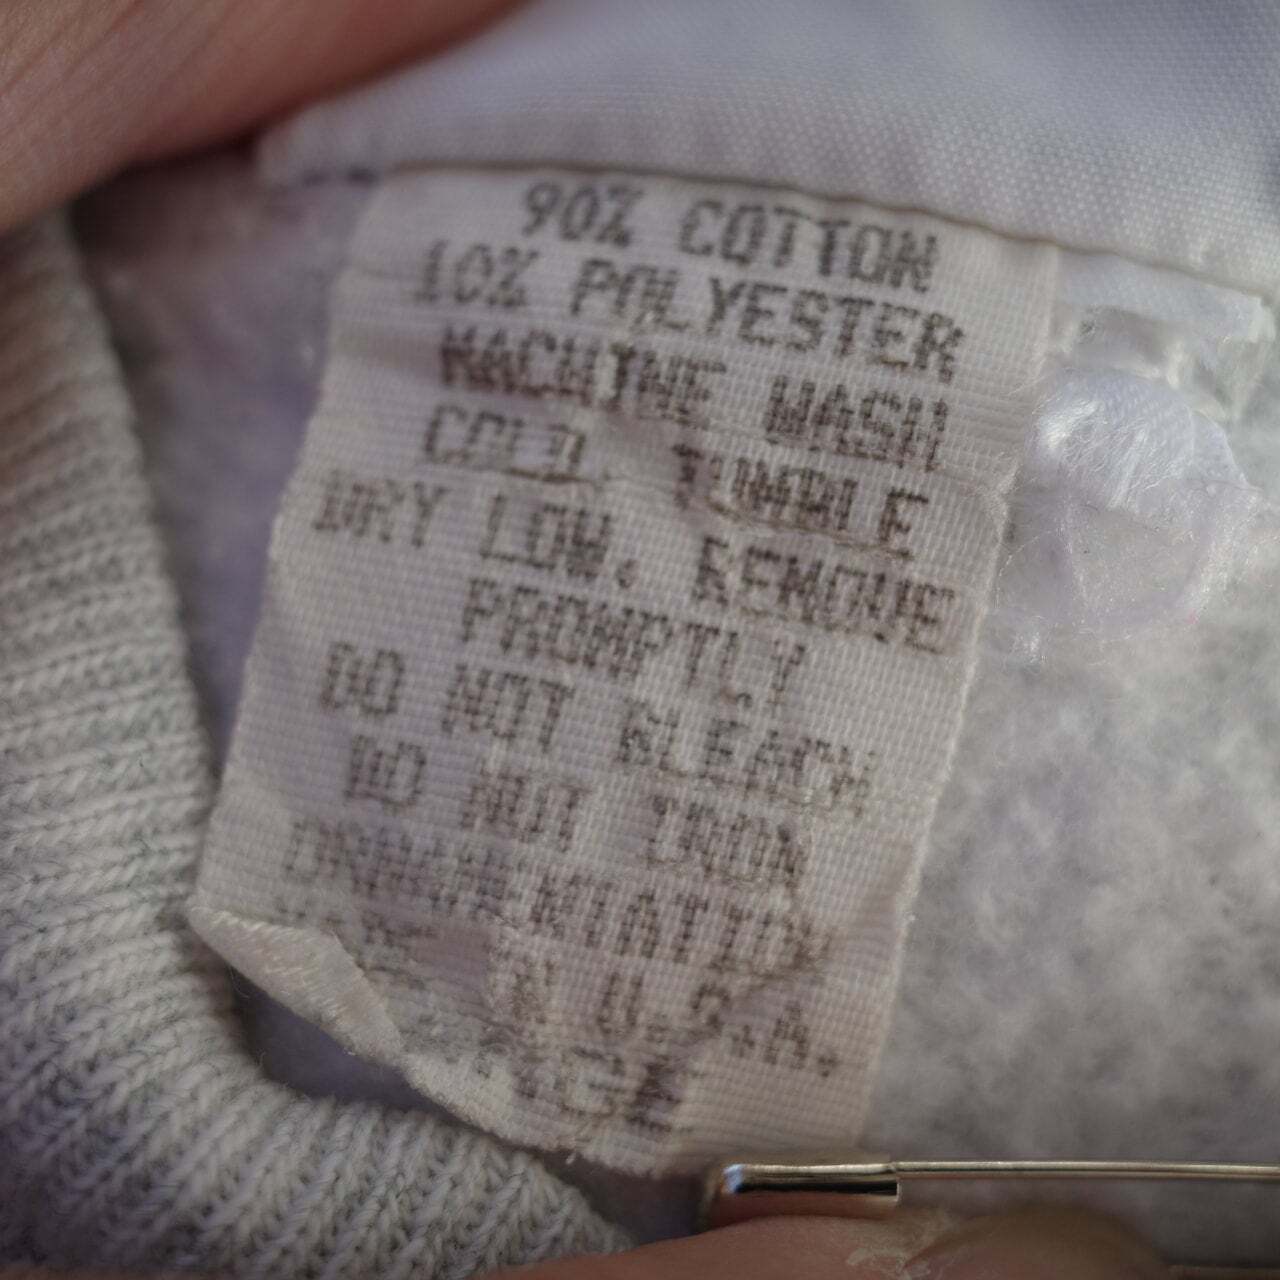 90% COTTON
10% POLYESTER
MACHINE WASH
COLD. TUMBLE
DRY LOW. REMOVE
PROMPTLY
DO NOT BLEACH
DO NOT IRON
U.S.A.